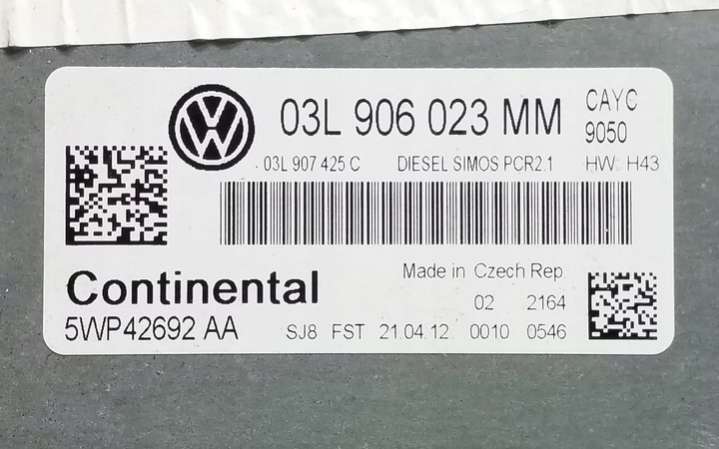 03L 906 023 MM
CAYC
9050
03L 907 425 C DIESEL SIMOS PCR2.1 HW: H43
Continental
Made in Czech Rep.
02 2164
5WP42692 AA
SJ8 FST 21.04.12 0010 0546